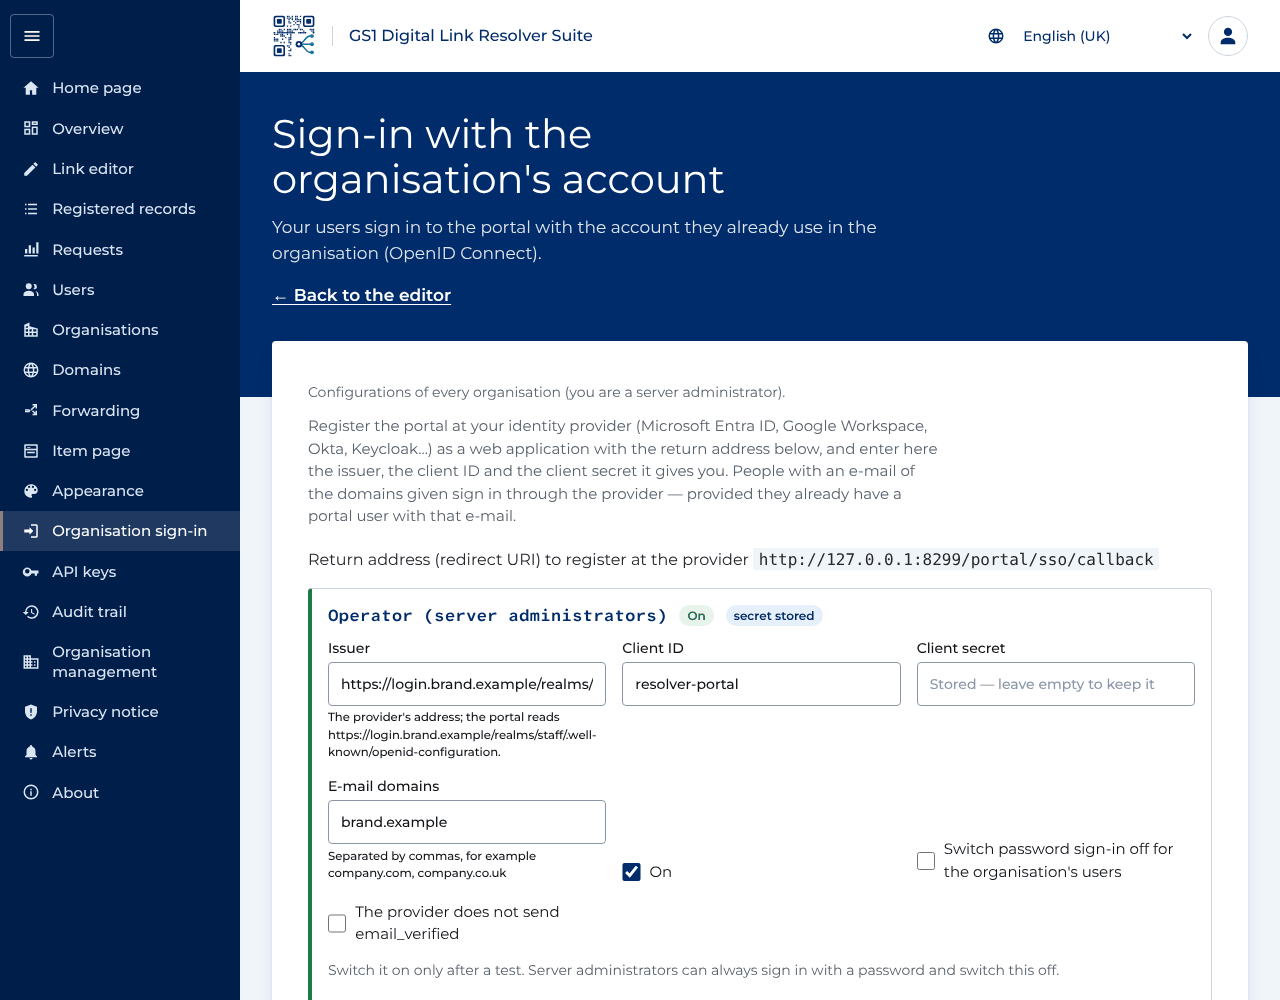 GS1 Digital Link Resolver Suite
English (UK)
Home page
Overview
Link editor
Registered records
Requests
Users
Organisations
Domains
Forwarding
Item page
Appearance
Organisation sign-in
API keys
Audit trail
Organisation
management
Privacy notice
Alerts
About
Sign-in with the
organisation's account
Your users sign in to the portal with the account they already use in the
organisation (OpenID Connect).
← Back to the editor
Configurations of every organisation (you are a server administrator).
Register the portal at your identity provider (Microsoft Entra ID, Google Workspace,
Okta, Keycloak…) as a web application with the return address below, and enter here
the issuer, the client ID and the client secret it gives you. People with an e-mail of
the domains given sign in through the provider — provided they already have a
portal user with that e-mail.
Return address (redirect URI) to register at the provider http://127.0.0.1:8299/portal/sso/callback
Operator (server administrators) On secret stored
Issuer
Client ID
Client secret
https://login.brand.example/realms/
resolver-portal
Stored — leave empty to keep it
The provider's address; the portal reads
https://login.brand.example/realms/staff/.well-
known/openid-configuration.
E-mail domains
brand.example
Separated by commas, for example
company.com, company.co.uk
On
Switch password sign-in off for
the organisation's users
The provider does not send
email_verified
Switch it on only after a test. Server administrators can always sign in with a password and switch this off.